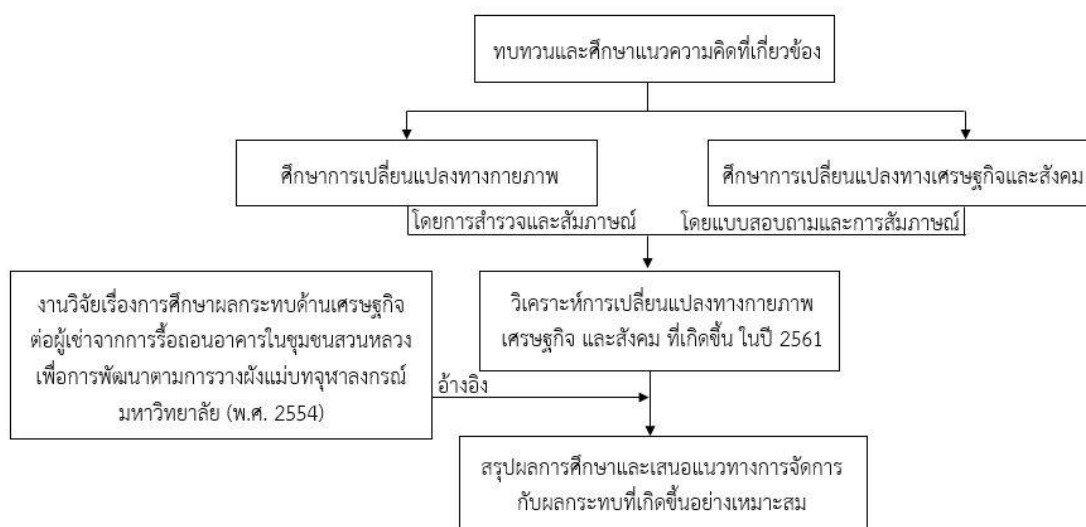 ทบทวนและศึกษาแนวความคิดที่เกี่ยวข้อง
ศึกษาการเปลี่ยนแปลงทางกายภาพ
ศึกษาการเปลี่ยนแปลงทางเศรษฐกิจและสังคม
โดยการสำรวจและสัมภาษณ์
โดยแบบสอบถามและการสัมภาษณ์
งานวิจัยเรื่องการศึกษาผลกระทบด้านเศรษฐกิจ
ต่อผู้เช่าจากการรื้อถอนอาคารในชุมชนสวนหลวง
เพื่อการพัฒนาตามการวางผังแม่บทจุฬาลงกรณ์
มหาวิทยาลัย (พ.ศ. 2554)
วิเคราะห์การเปลี่ยนแปลงทางกายภาพ
เศรษฐกิจ และสังคม ที่เกิดขึ้น ในปี 2561
อ้างอิง
สรุปผลการศึกษาและเสนอแนวทางการจัดการ
กับผลกระทบที่เกิดขึ้นอย่างเหมาะสม